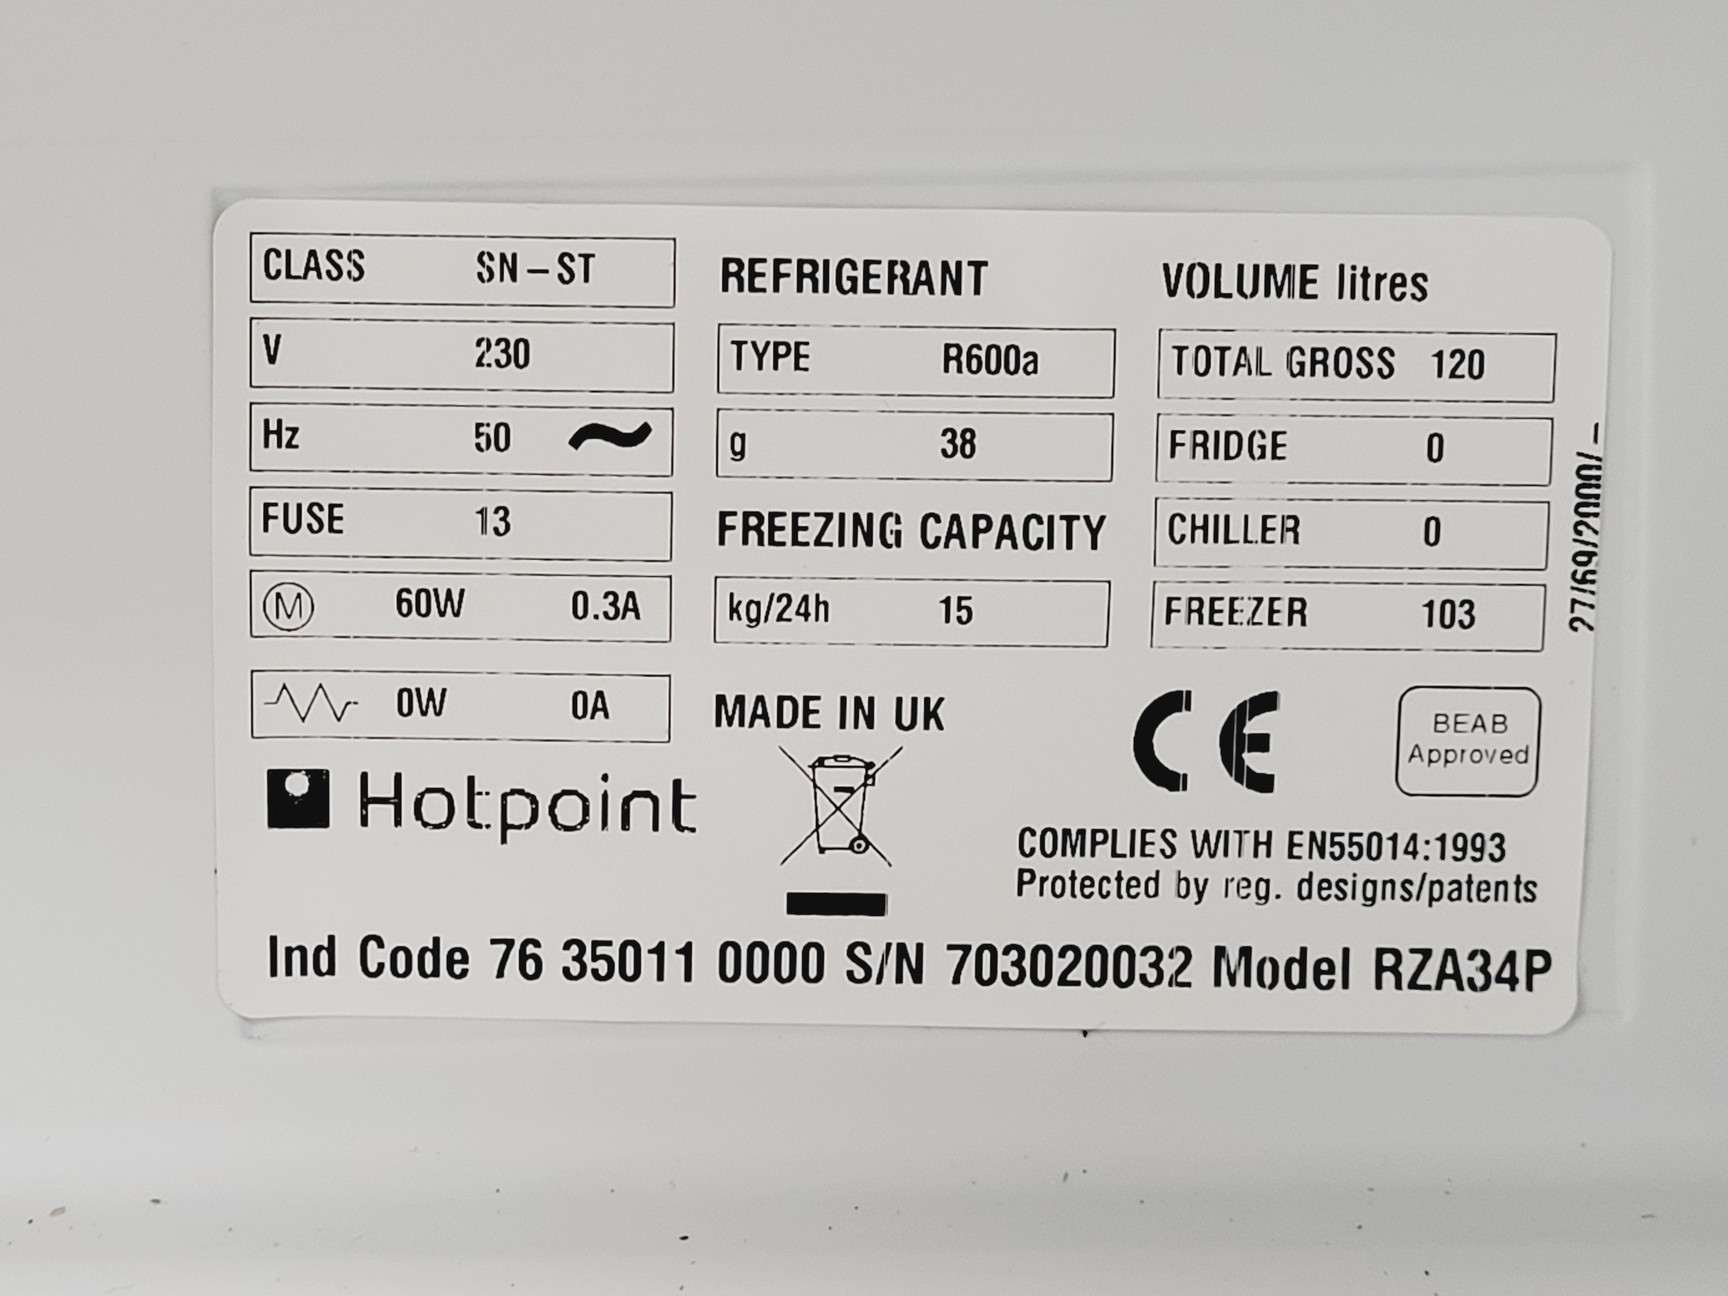 CLASS SN-ST
V 230
Hz 50 ~
FUSE 13
M 60W 0.3A
0W 0A
REFRIGERANT
TYPE R600a
g 38
FREEZING CAPACITY
kg/24h 15
VOLUME litres
TOTAL GROSS 120
FRIDGE 0
CHILLER 0
FREEZER 103
27/69/2000/-
MADE IN UK
CE
BEAB
Approved
Hotpoint
COMPLIES WITH EN55014:1993
Protected by reg. designs/patents
Ind Code 76 35011 0000 S/N 703020032 Model RZA34P